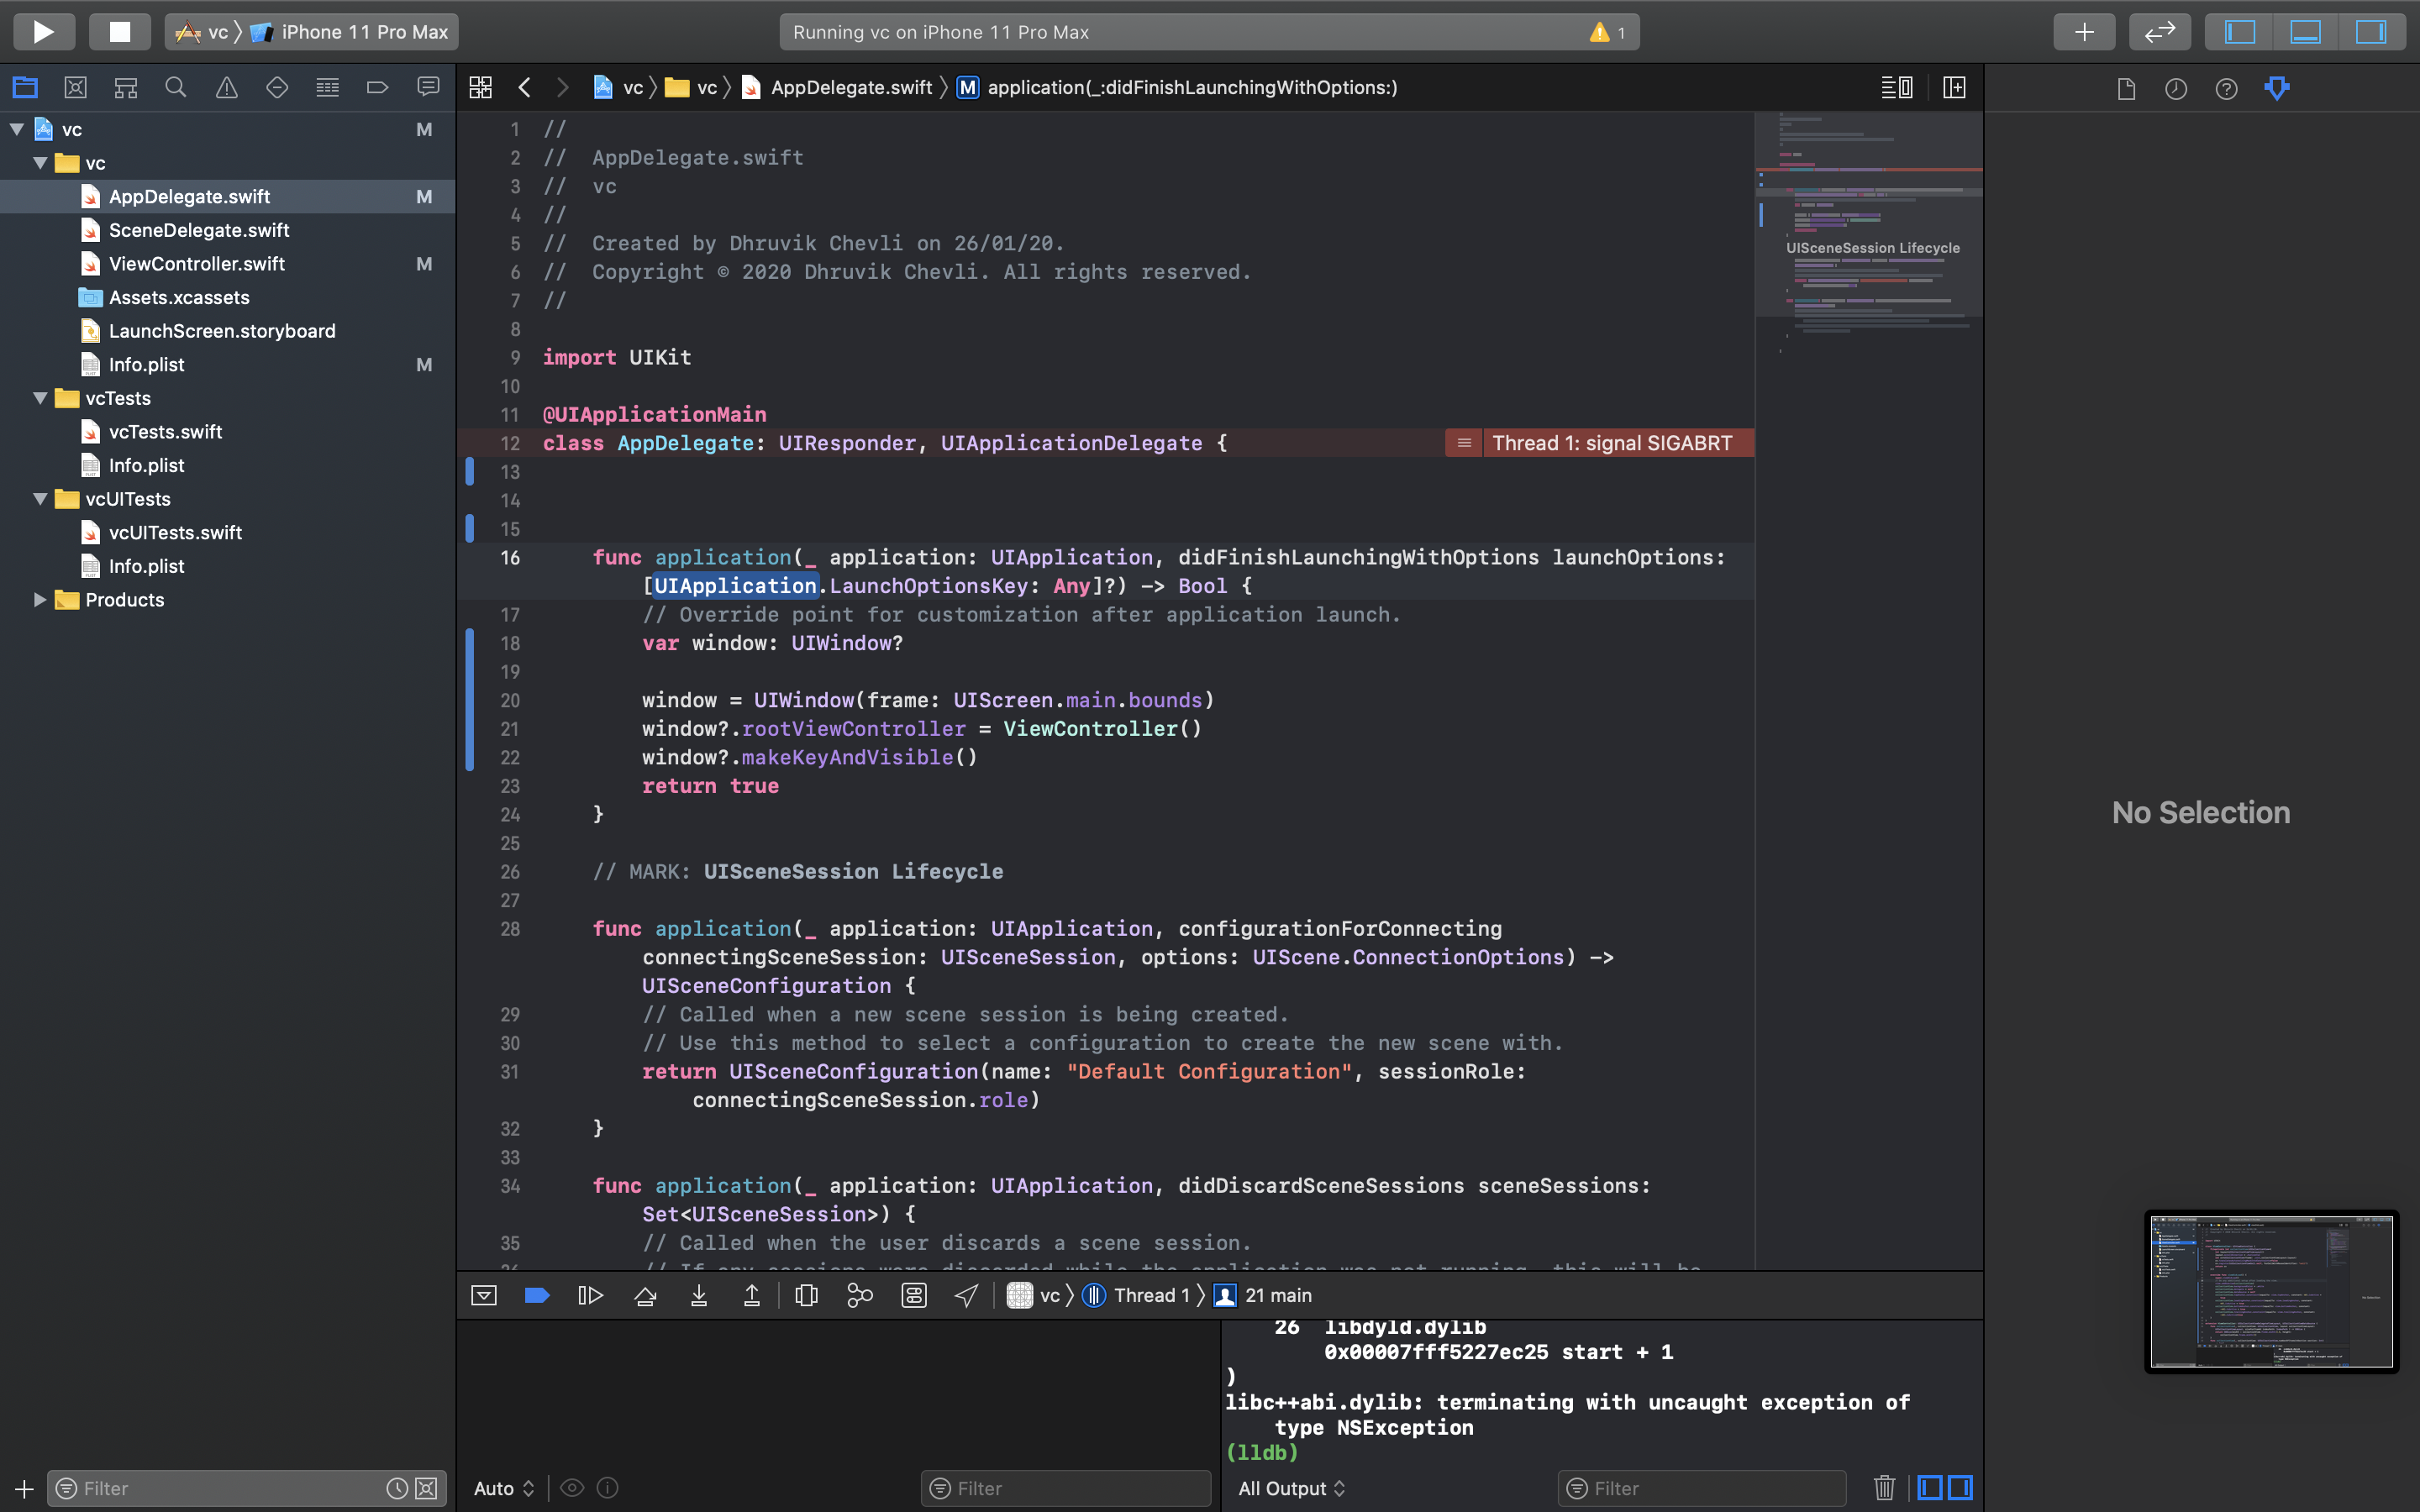 vc 〉 iPhone 11 Pro Max
Running vc on iPhone 11 Pro Max
1
vc 〉 vc 〉 AppDelegate.swift 〉 M application(_:didFinishLaunchingWithOptions:)
vc M
vc
AppDelegate.swift M
SceneDelegate.swift
ViewController.swift M
Assets.xcassets
LaunchScreen.storyboard
Info.plist M
vcTests
vcTests.swift
Info.plist
vcUITests
vcUITests.swift
Info.plist
Products
Filter
1 //
2 //  AppDelegate.swift
3 //  vc
4 //
5 //  Created by Dhruvik Chevli on 26/01/20.
6 //  Copyright © 2020 Dhruvik Chevli. All rights reserved.
7 //
8
9 import UIKit
10
11 @UIApplicationMain
12 class AppDelegate: UIResponder, UIApplicationDelegate { Thread 1: signal SIGABRT
13
14
15
16 func application(_ application: UIApplication, didFinishLaunchingWithOptions launchOptions:
[UIApplication.LaunchOptionsKey: Any]?) -> Bool {
17 // Override point for customization after application launch.
18 var window: UIWindow?
19
20 window = UIWindow(frame: UIScreen.main.bounds)
21 window?.rootViewController = ViewController()
22 window?.makeKeyAndVisible()
23 return true
24 }
25
26 // MARK: UISceneSession Lifecycle
27
28 func application(_ application: UIApplication, configurationForConnecting
connectingSceneSession: UISceneSession, options: UIScene.ConnectionOptions) ->
UISceneConfiguration {
29 // Called when a new scene session is being created.
30 // Use this method to select a configuration to create the new scene with.
31 return UISceneConfiguration(name: "Default Configuration", sessionRole:
connectingSceneSession.role)
32 }
33
34 func application(_ application: UIApplication, didDiscardSceneSessions sceneSessions:
Set<UISceneSession>) {
35 // Called when the user discards a scene session.
UISceneSession Lifecycle
No Selection
vc 〉 Thread 1 〉 21 main
26 libdyld.dylib
0x00007fff5227ec25 start + 1
)
libc++abi.dylib: terminating with uncaught exception of
type NSException
(lldb)
Auto
Filter
All Output
Filter